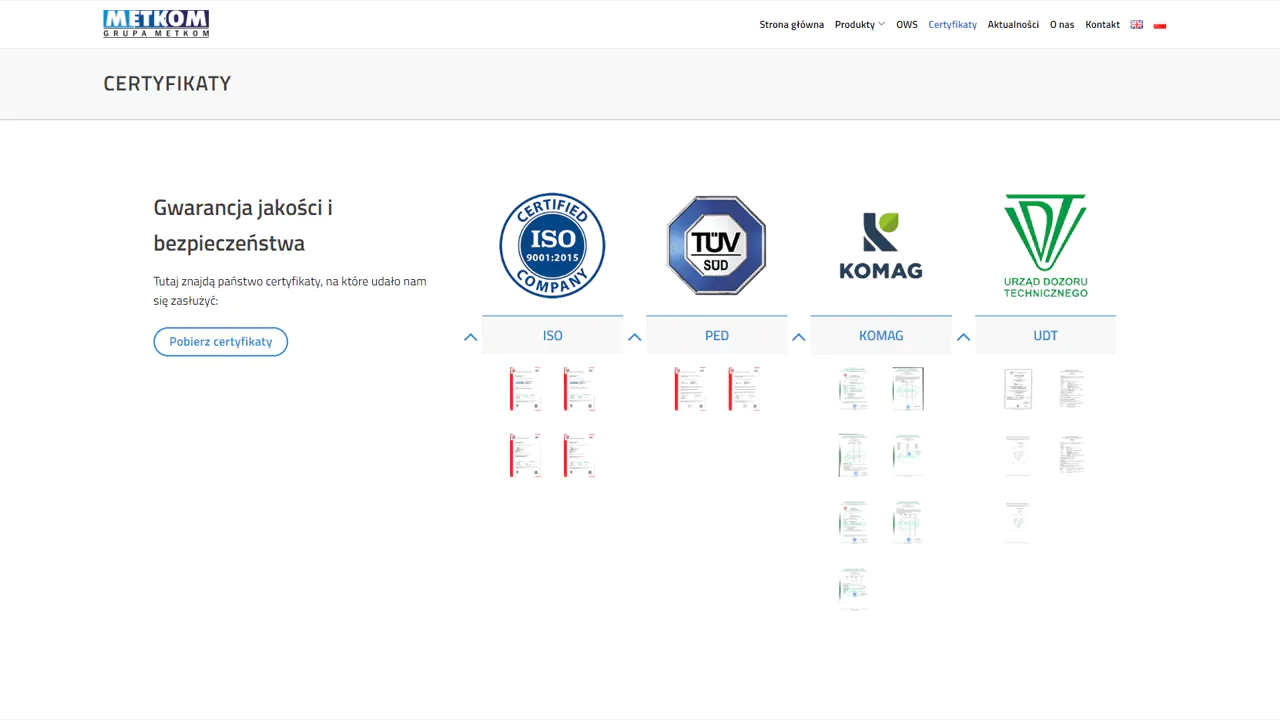 METKOM
GRUPA METKOM
Strona główna Produkty OWS Certyfikaty Aktualności O nas Kontakt
CERTYFIKATY
Gwarancja jakości i
bezpieczeństwa
Tutaj znajdą państwo certyfikaty, na które udało nam
się zasłużyć:
Pobierz certyfikaty
CERTIFIED
ISO
9001:2015
COMPANY
TÜV
SÜD
KOMAG
UDT
URZĄD DOZORU
TECHNICZNEGO
ISO
PED
KOMAG
UDT